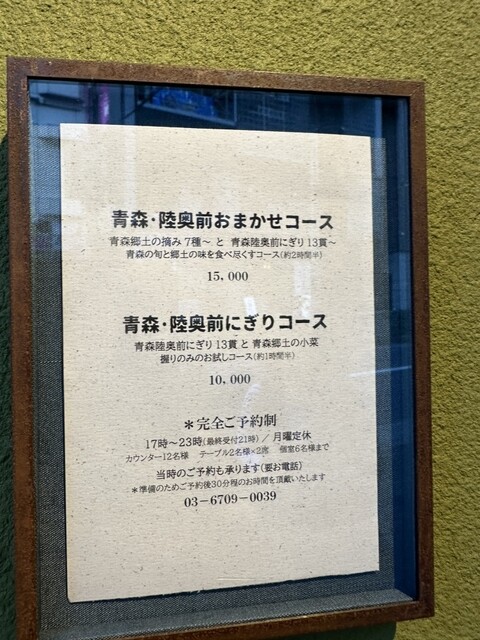 青森・陸奥前おまかせコース
青森郷土の摘み7種～ と 青森陸奥前にぎり13貫～
青森の旬と郷土の味を食べ尽くすコース(約2時間半)
15,000
青森・陸奥前にぎりコース
青森陸奥前にぎり13貫 と 青森郷土の小菜
握りのみのお試しコース(約1時間半)
10,000
＊完全ご予約制
17時～23時(最終受付21時) / 月曜定休
カウンター12名様 テーブル2名様×2席 個室6名様まで
当時のご予約も承ります(要お電話)
＊準備のためご予約後30分程のお時間を頂戴いたします
03-6709-0039